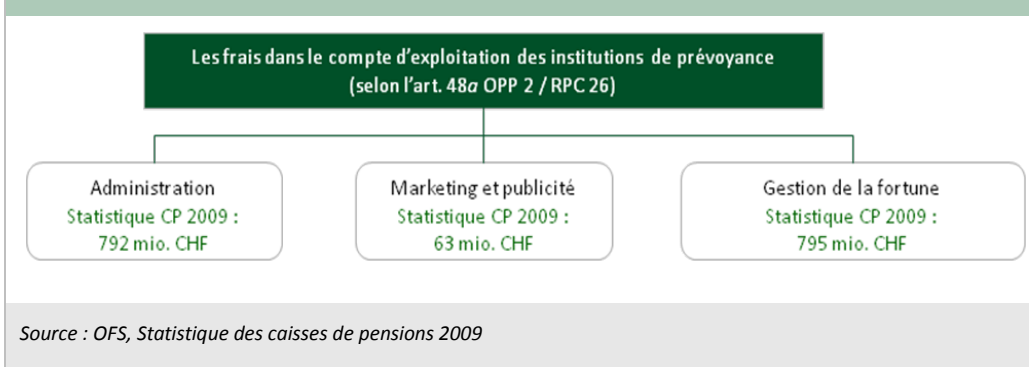 Les frais dans le compte d'exploitation des institutions de prévoyance
(selon l'art. 48a OPP 2 / RPC 26)
Administration
Statistique CP 2009 :
792 mio. CHF
Marketing et publicité
Statistique CP 2009 :
63 mio. CHF
Gestion de la fortune
Statistique CP 2009 :
795 mio. CHF
Source : OFS, Statistique des caisses de pensions 2009